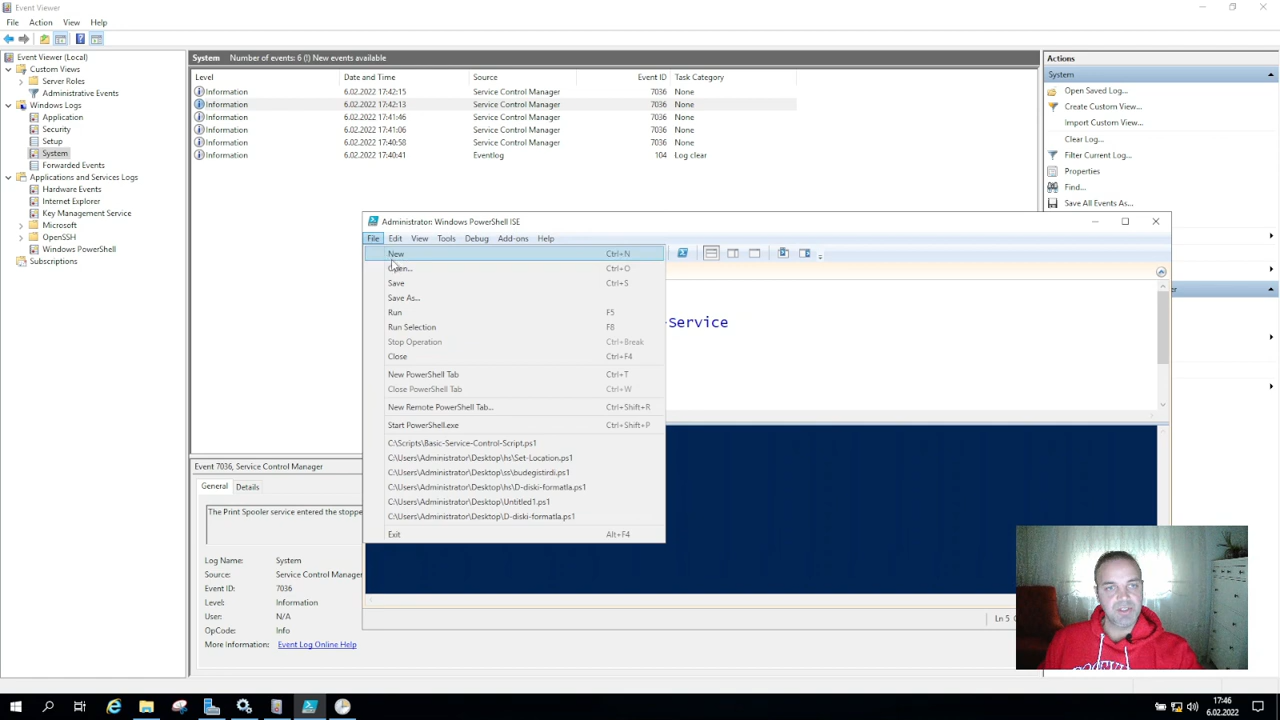 Event Viewer
File Action View Help
Event Viewer (Local)
Custom Views
Server Roles
Administrative Events
Windows Logs
Application
Security
Setup
System
Forwarded Events
Applications and Services Logs
Hardware Events
Internet Explorer
Key Management Service
Microsoft
OpenSSH
Windows PowerShell
Subscriptions
System Number of events: 6 (!) New events available
Level Date and Time Source Event ID Task Category
Information 6.02.2022 17:42:15 Service Control Manager 7036 None
Information 6.02.2022 17:42:13 Service Control Manager 7036 None
Information 6.02.2022 17:41:46 Service Control Manager 7036 None
Information 6.02.2022 17:41:06 Service Control Manager 7036 None
Information 6.02.2022 17:40:58 Service Control Manager 7036 None
Information 6.02.2022 17:40:41 Eventlog 104 Log clear
Actions
System
Open Saved Log...
Create Custom View...
Import Custom View...
Clear Log...
Filter Current Log...
Properties
Find...
Save All Events As...
Administrator: Windows PowerShell ISE
File Edit View Tools Debug Add-ons Help
New Ctrl+N
Open... Ctrl+O
Save Ctrl+S
Save As...
Run F5
Run Selection F8
Stop Operation Ctrl+Break
Close Ctrl+F4
New PowerShell Tab Ctrl+T
Close PowerShell Tab Ctrl+W
New Remote PowerShell Tab... Ctrl+Shift+R
Start PowerShell.exe Ctrl+Shift+P
C:\Scripts\Basic-Service-Control-Script.ps1
C:\Users\Administrator\Desktop\hs\Set-Location.ps1
C:\Users\Administrator\Desktop\ss\budegistirdi.ps1
C:\Users\Administrator\Desktop\hs\D-diski-formatla.ps1
C:\Users\Administrator\Desktop\Untitled1.ps1
C:\Users\Administrator\Desktop\D-diski-formatla.ps1
Exit Alt+F4
-Service
Ln 5
Event 7036, Service Control Manager
General Details
The Print Spooler service entered the stoppe
Log Name: System
Source: Service Control Manager
Event ID: 7036
Level: Information
User: N/A
OpCode: Info
More Information: Event Log Online Help
17:46
6.02.2022